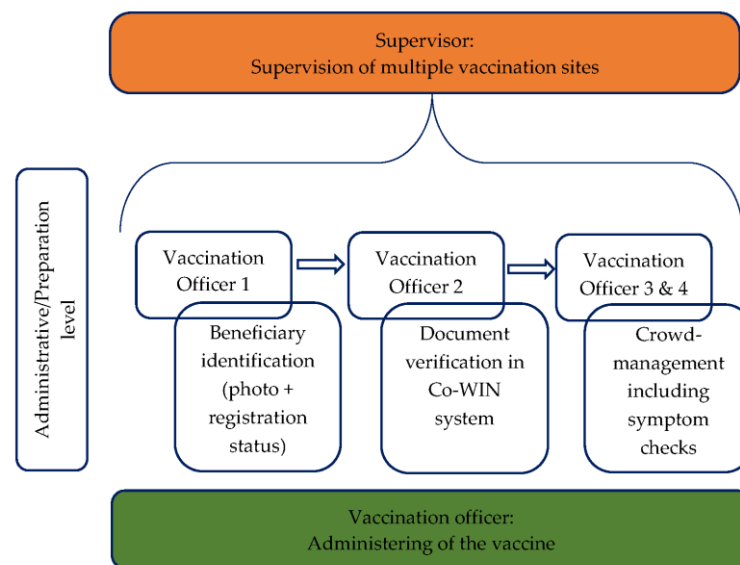 Supervisor:
Supervision of multiple vaccination sites
Administrative/Preparation
level
Vaccination
Officer 1
Vaccination
Officer 2
Vaccination
Officer 3 & 4
Beneficiary
identification
(photo +
registration
status)
Document
verification in
Co-WIN
system
Crowd-
management
including
symptom
checks
Vaccination officer:
Administering of the vaccine